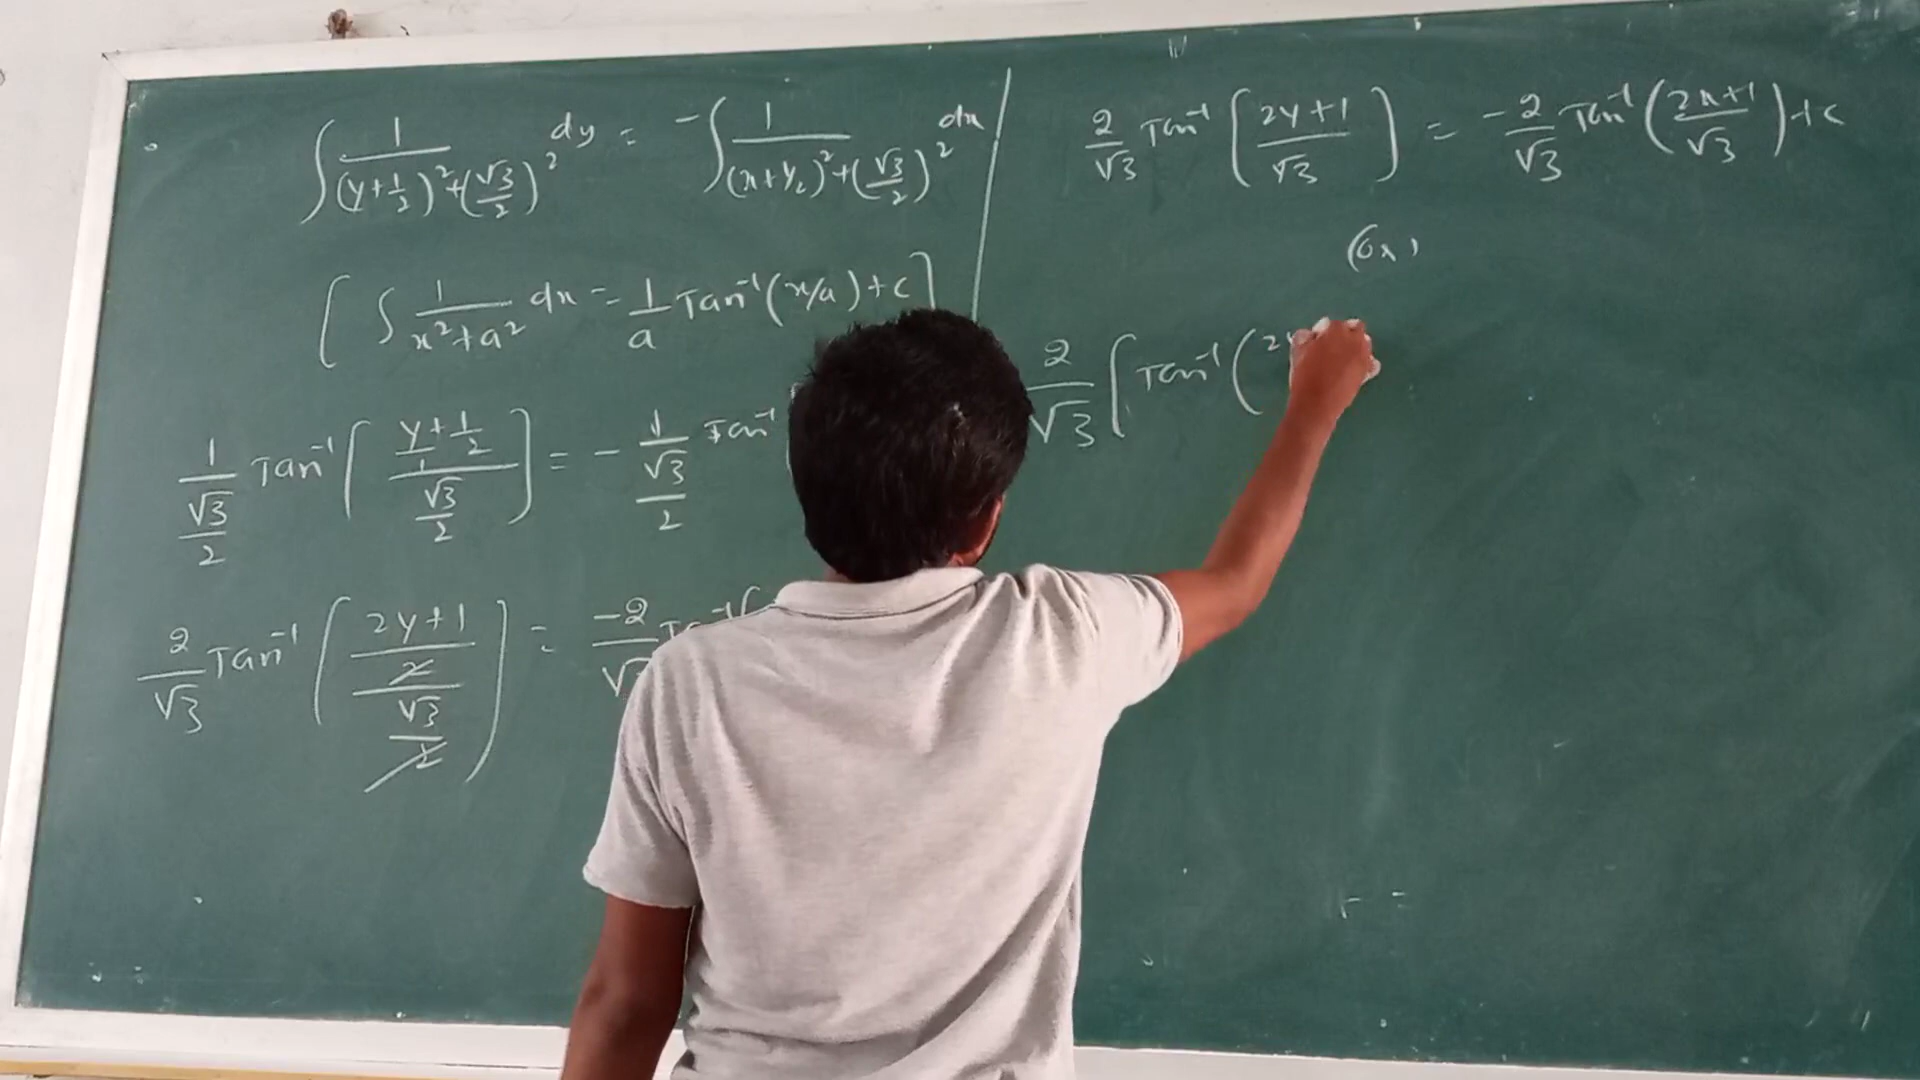 ∫ 1/((y+1/2)²+(√3/2)²) dy = -∫ 1/((x+1/2)²+(√3/2)²) dx
[ ∫ 1/(x²+a²) dx = 1/a Tan⁻¹(x/a)+c ]
1/(√3/2) Tan⁻¹[ (y+1/2)/(√3/2) ] = - 1/(√3/2) Tan⁻¹
2/√3 Tan⁻¹( ((2y+1)/2)/(√3/2) ) = -2/√3 Tan⁻¹(
2/√3 Tan⁻¹[ (2y+1)/√3 ] = -2/√3 Tan⁻¹( (2x+1)/√3 )+c
(or)
2/√3 [ Tan⁻¹( 2y